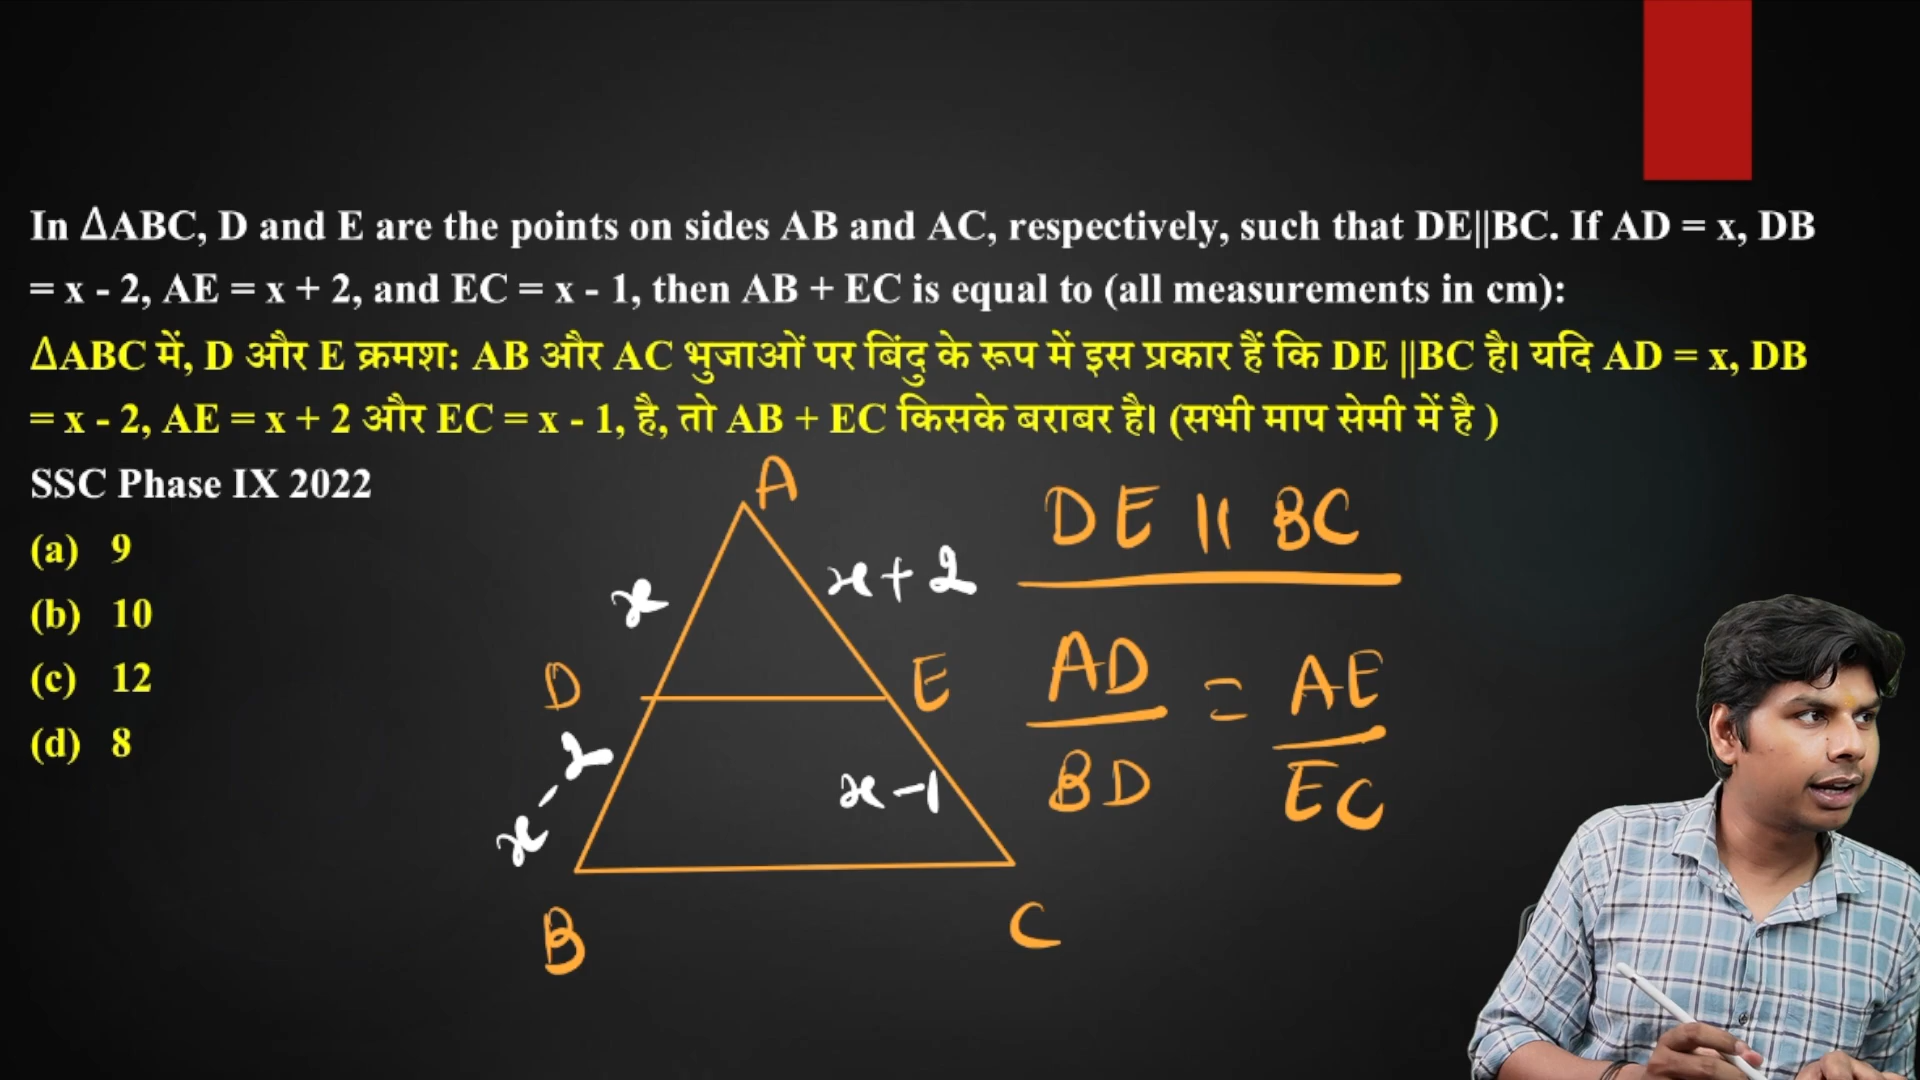 In ΔABC, D and E are the points on sides AB and AC, respectively, such that DE||BC. If AD = x, DB
= x - 2, AE = x + 2, and EC = x - 1, then AB + EC is equal to (all measurements in cm):
ΔABC में, D और E क्रमश: AB और AC भुजाओं पर बिंदु के रूप में इस प्रकार हैं कि DE ||BC है। यदि AD = x, DB
= x - 2, AE = x + 2 और EC = x - 1, है, तो AB + EC किसके बराबर है। (सभी माप सेमी में है )
SSC Phase IX 2022
(a) 9
(b) 10
(c) 12
(d) 8
A
x
x+2
D
E
x-2
x-1
B
C
DE || BC
AD/BD = AE/EC